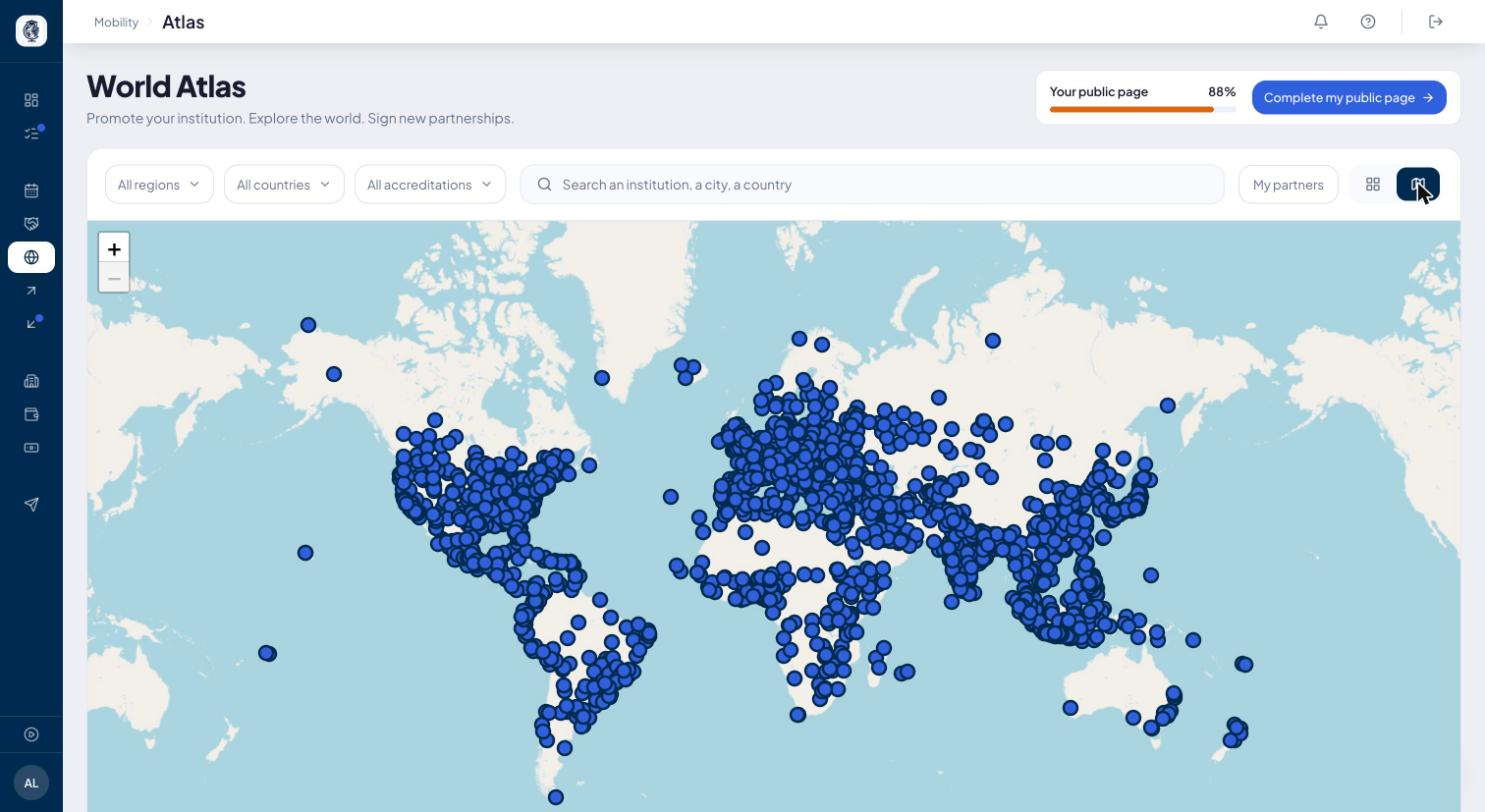 Mobility
Atlas
World Atlas
Promote your institution. Explore the world. Sign new partnerships.
Your public page
88%
Complete my public page
All regions
All countries
All accreditations
Search an institution, a city, a country
My partners
+
−
AL